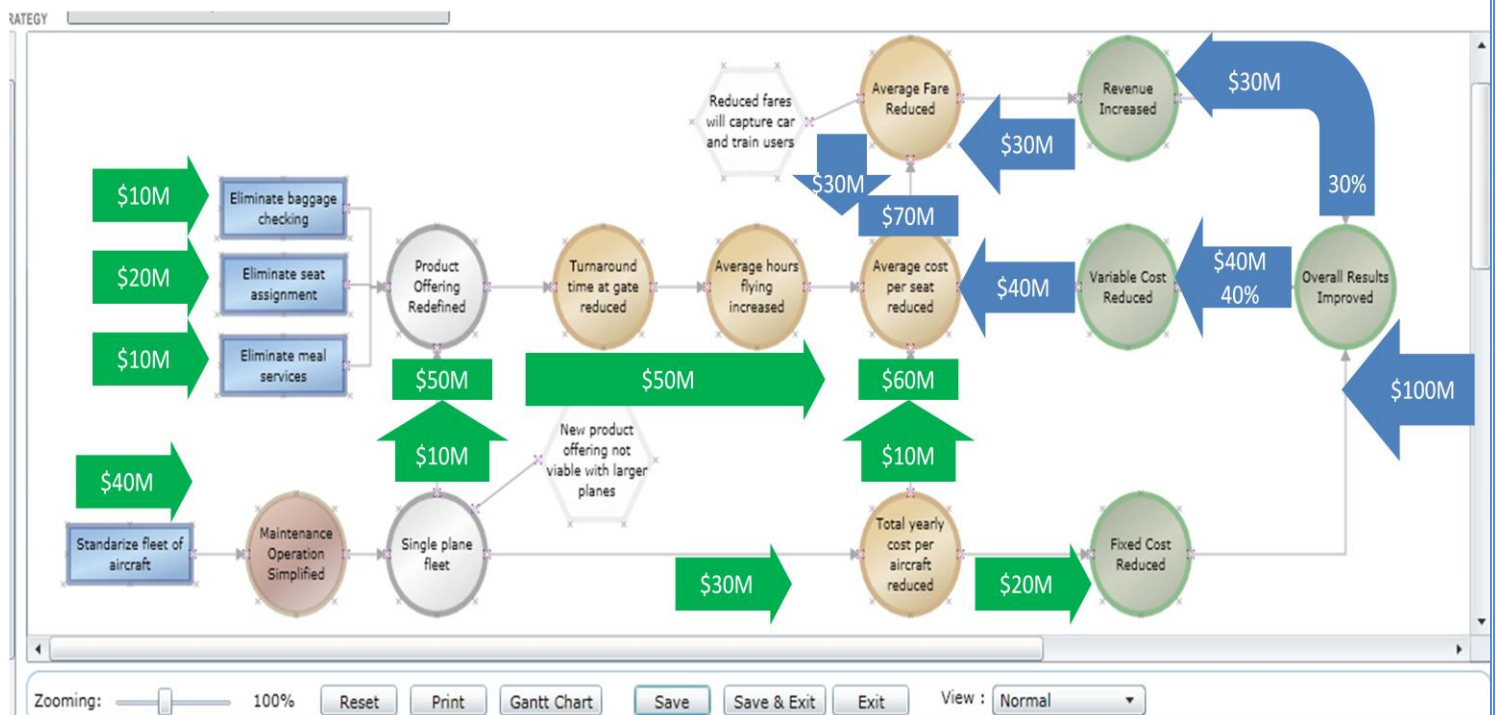 RATEGY
Reduced fares
will capture car
and train users
Average Fare
Reduced
Revenue
Increased
$30M
$30M
$30M
30%
$70M
$10M
Eliminate baggage
checking
$20M
Eliminate seat
assignment
$10M
Eliminate meal
services
Product
Offering
Redefined
Turnaround
time at gate
reduced
Average hours
flying
increased
Average cost
per seat
reduced
$40M
Variable Cost
Reduced
$40M
40%
Overall Results
Improved
$50M
$50M
$60M
$100M
$10M
New product
offering not
viable with larger
planes
$10M
$40M
Standarize fleet of
aircraft
Maintenance
Operation
Simplified
Single plane
fleet
$30M
Total yearly
cost per
aircraft
reduced
$20M
Fixed Cost
Reduced
Zooming:
100%
Reset
Print
Gantt Chart
Save
Save & Exit
Exit
View :
Normal